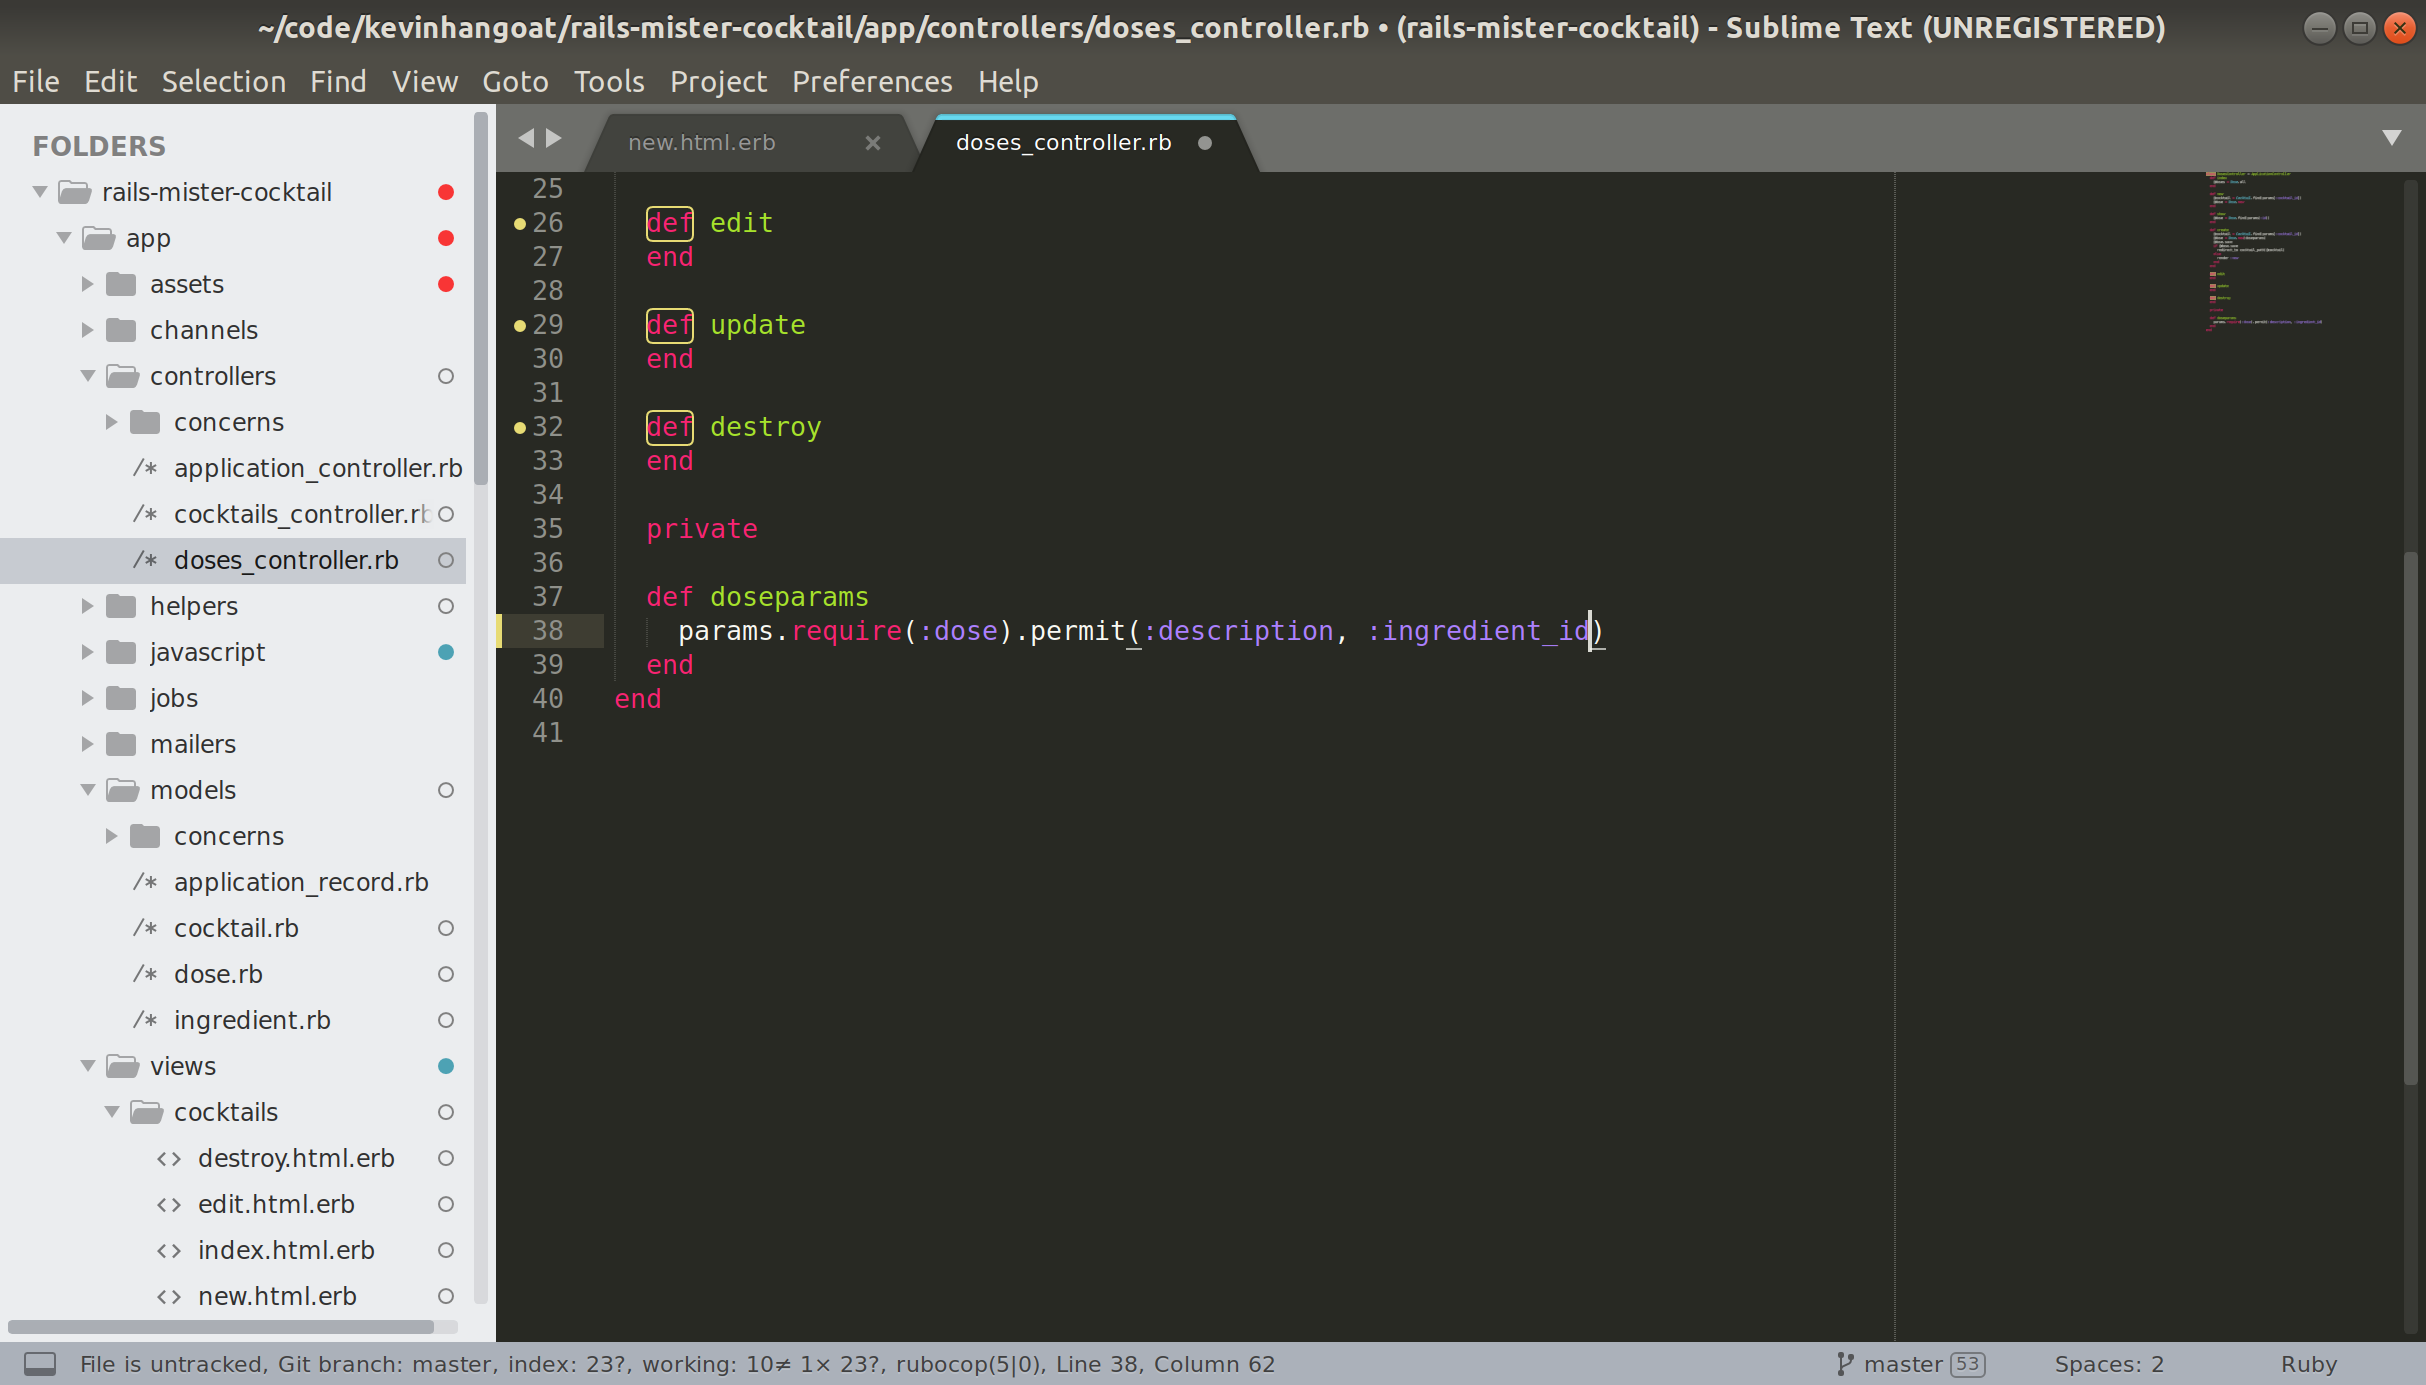 ~/code/kevinhangoat/rails-mister-cocktail/app/controllers/doses_controller.rb • (rails-mister-cocktail) - Sublime Text (UNREGISTERED)
File Edit Selection Find View Goto Tools Project Preferences Help
FOLDERS
rails-mister-cocktail
app
assets
channels
controllers
concerns
/* application_controller.rb
/* cocktails_controller.rb
/* doses_controller.rb
helpers
javascript
jobs
mailers
models
concerns
/* application_record.rb
/* cocktail.rb
/* dose.rb
/* ingredient.rb
views
cocktails
<> destroy.html.erb
<> edit.html.erb
<> index.html.erb
<> new.html.erb
new.html.erb ×
doses_controller.rb
25
26 def edit
27 end
28
29 def update
30 end
31
32 def destroy
33 end
34
35 private
36
37 def doseparams
38 params.require(:dose).permit(:description, :ingredient_id)
39 end
40 end
41
File is untracked, Git branch: master, index: 23?, working: 10≠ 1× 23?, rubocop(5|0), Line 38, Column 62
master 53 Spaces: 2 Ruby